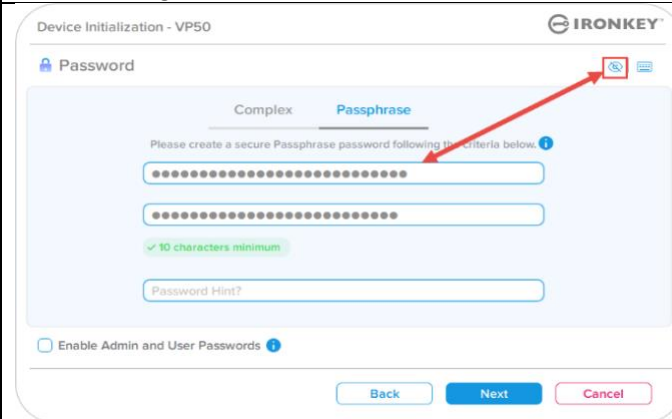 Device Initialization - VP50
IRONKEY
Password
Complex Passphrase
Please create a secure Passphrase password following the criteria below.
●●●●●●●●●●●●●●●●●●●●●●●●●●●
●●●●●●●●●●●●●●●●●●●●●●●●●●
✓ 10 characters minimum
Password Hint?
Enable Admin and User Passwords
Back Next Cancel